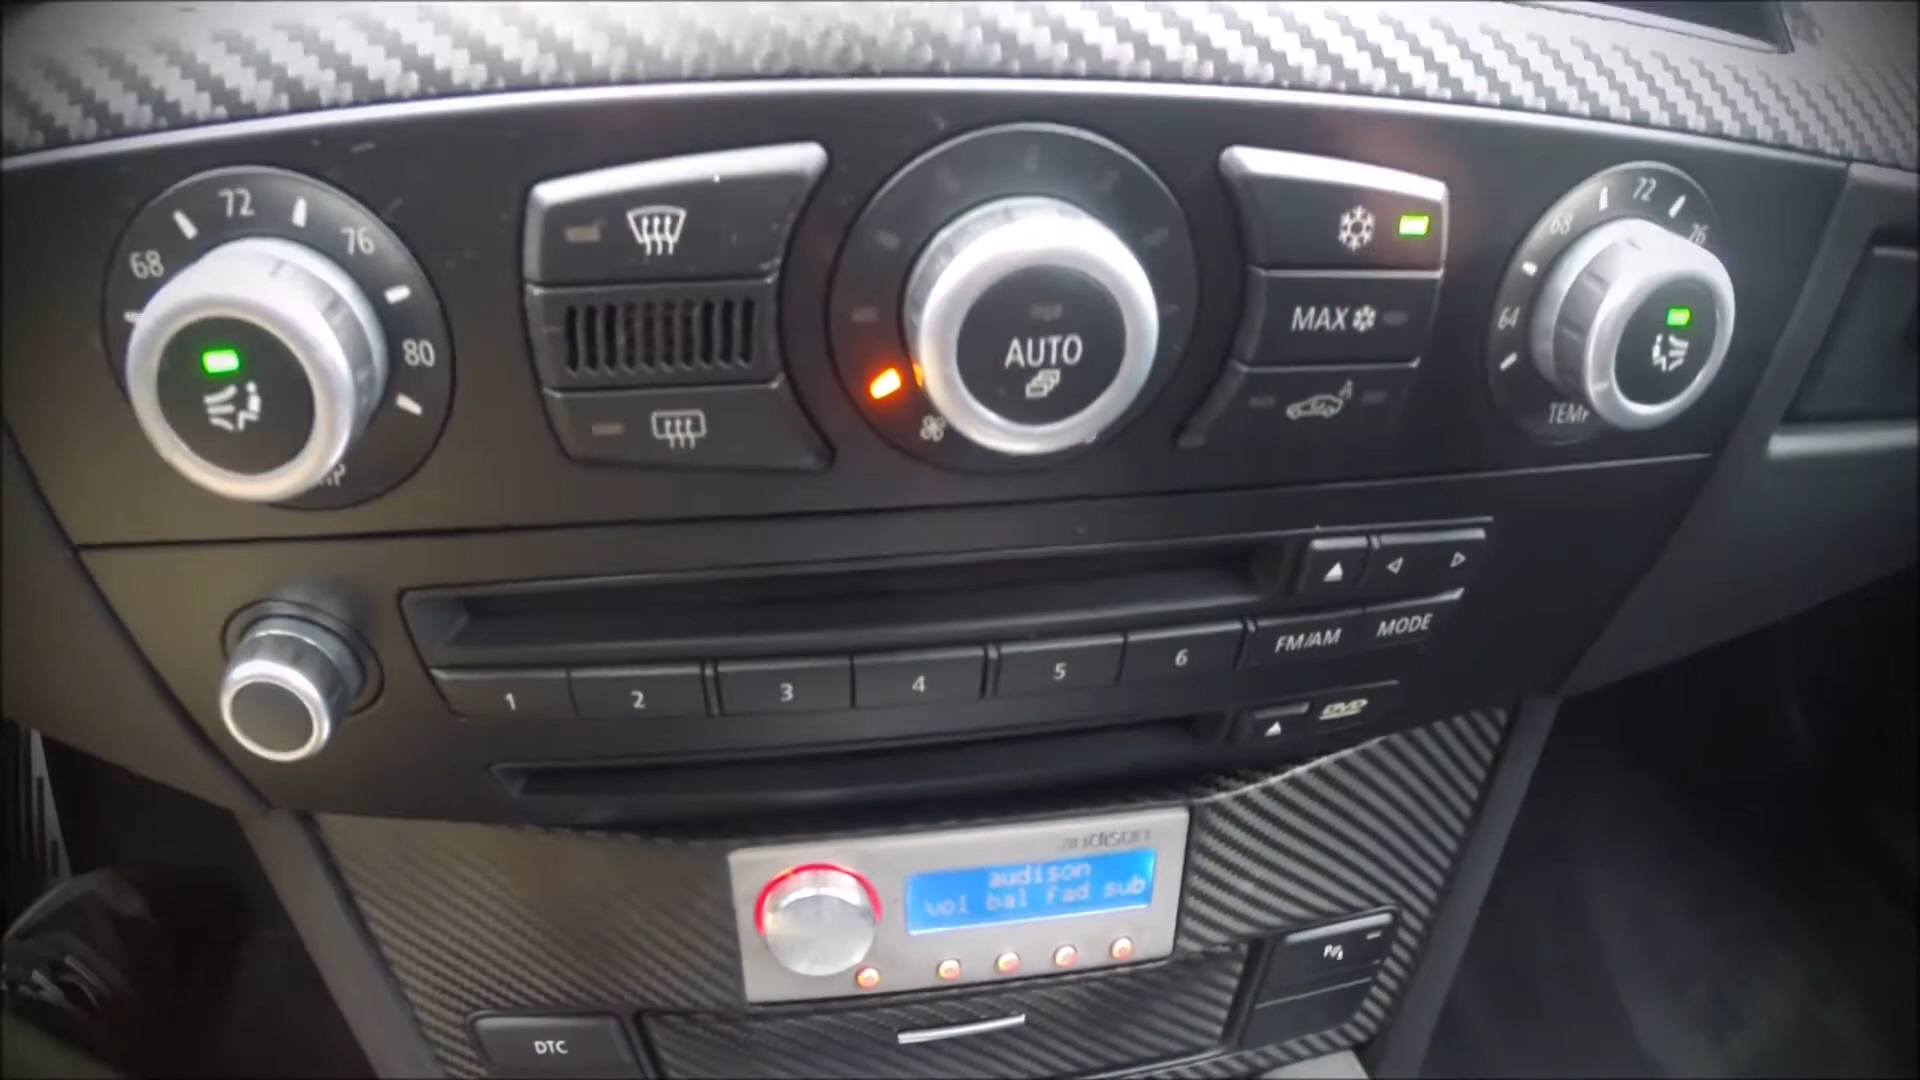 68 72 76 80
AUTO
MAX
64 68 72 76
TEMP
1 2 3 4 5 6 FM/AM MODE
DVD
audison
audison
vol bal fad sub
DTC